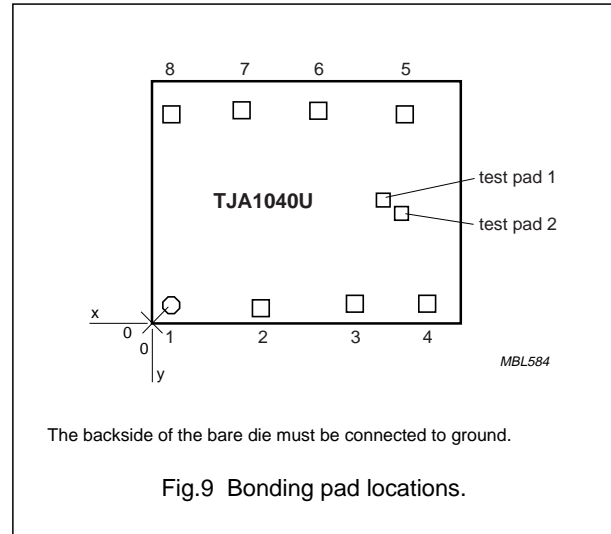 8 7 6 5
test pad 1
TJA1040U
test pad 2
x
0
0
1 2 3 4
y
MBL584
The backside of the bare die must be connected to ground.
Fig.9 Bonding pad locations.